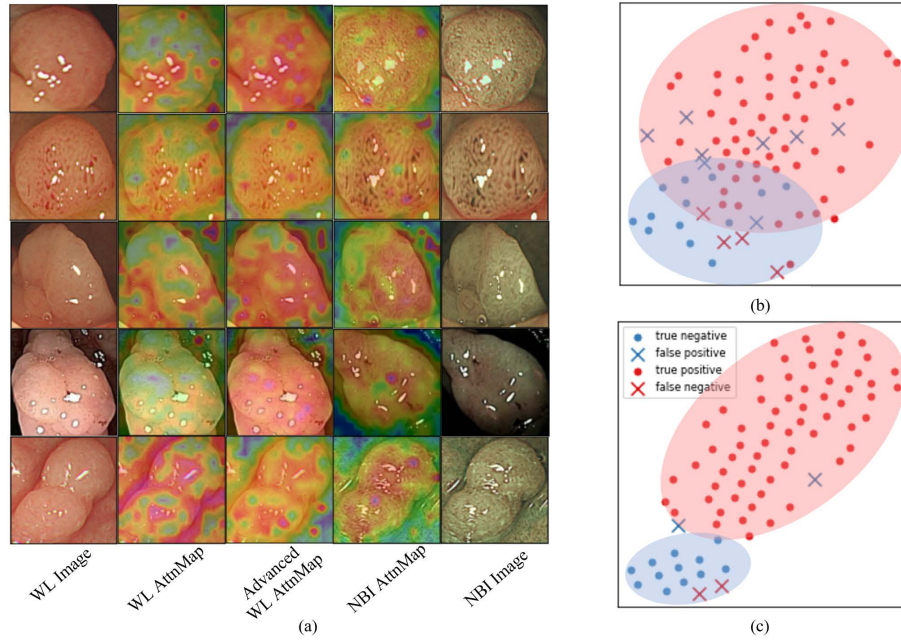 (b)
true negative
false positive
true positive
false negative
WL Image
WL AttnMap
Advanced
WL AttnMap
NBI AttnMap
NBI Image
(a)
(c)